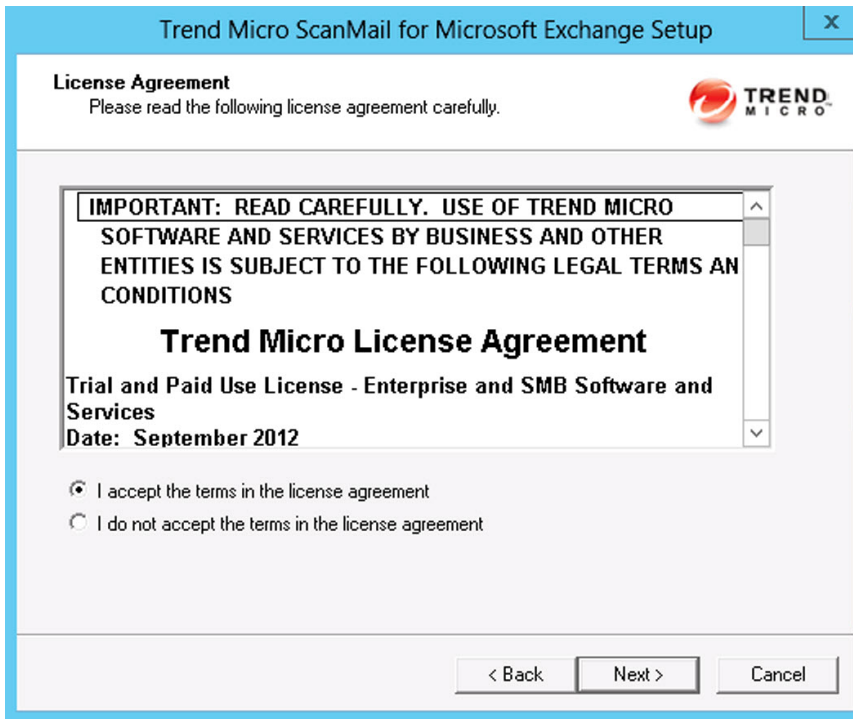 Trend Micro ScanMail for Microsoft Exchange Setup
x
License Agreement
Please read the following license agreement carefully.
TREND
MICRO
IMPORTANT: READ CAREFULLY. USE OF TREND MICRO
SOFTWARE AND SERVICES BY BUSINESS AND OTHER
ENTITIES IS SUBJECT TO THE FOLLOWING LEGAL TERMS AN
CONDITIONS
Trend Micro License Agreement
Trial and Paid Use License - Enterprise and SMB Software and
Services
Date: September 2012
I accept the terms in the license agreement
I do not accept the terms in the license agreement
< Back
Next >
Cancel